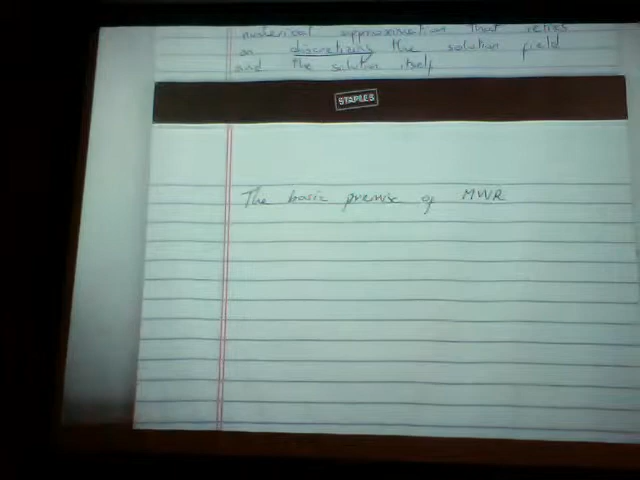 numerical approximation that relies
on discretizing the solution field
and the solution itself
STAPLES
The basic premise of MWR